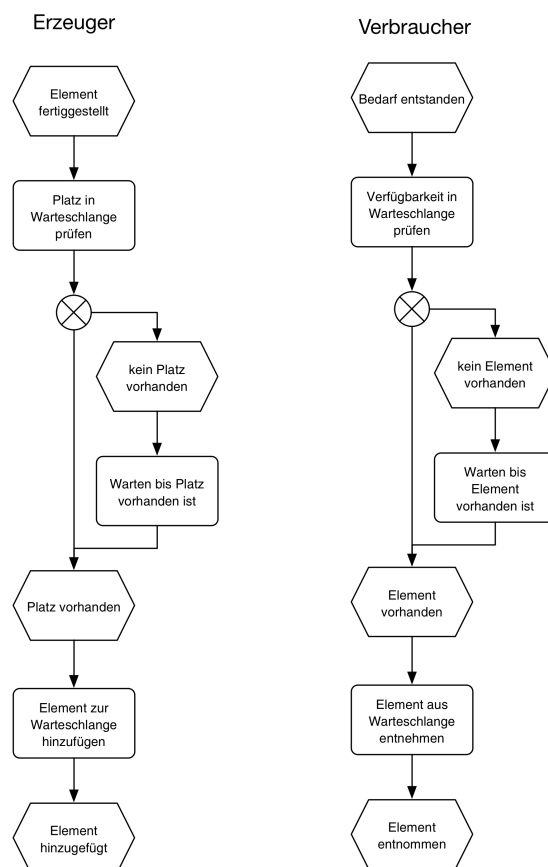 Erzeuger
Element
fertiggestellt
Platz in
Warteschlange
prüfen
kein Platz
vorhanden
Warten bis Platz
vorhanden ist
Platz vorhanden
Element zur
Warteschlange
hinzufügen
Element
hinzugefügt
Verbraucher
Bedarf entstanden
Verfügbarkeit in
Warteschlange
prüfen
kein Element
vorhanden
Warten bis
Element
vorhanden ist
Element
vorhanden
Element aus
Warteschlange
entnehmen
Element
entnommen